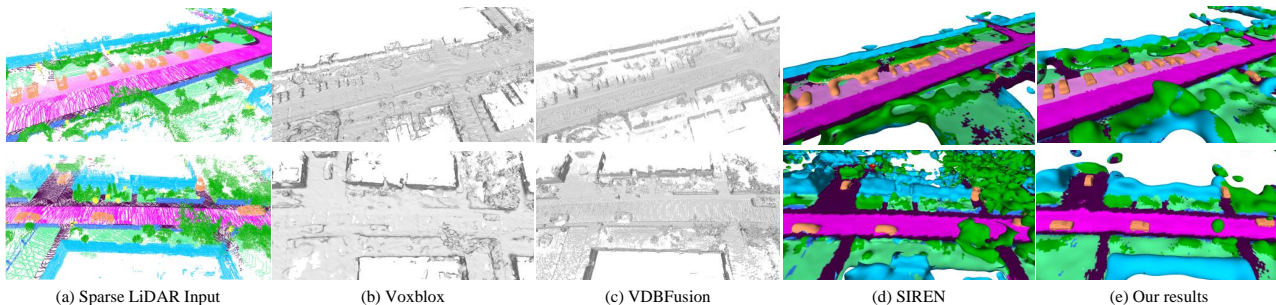 (a) Sparse LiDAR Input
(b) Voxblox
(c) VDBFusion
(d) SIREN
(e) Our results